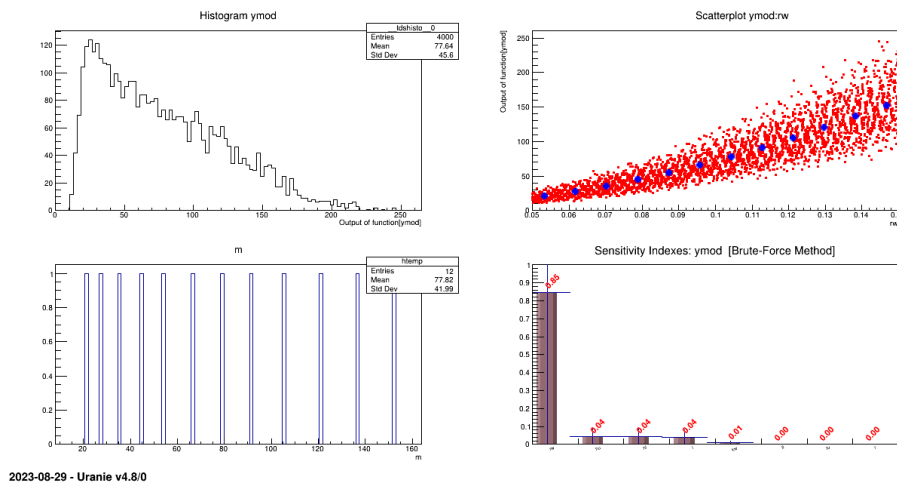 Histogram ymod
__tdshisto__0
Entries 4000
Mean 77.64
Std Dev 45.6
120
100
80
60
40
20
0
0 50 100 150 200 250
Output of function[ymod]
Scatterplot ymod:rw
Output of function[ymod]
250
200
150
100
50
0
0.05 0.06 0.07 0.08 0.09 0.1 0.11 0.12 0.13 0.14
rw
m
htemp
Entries 12
Mean 77.82
Std Dev 41.99
1
0.8
0.6
0.4
0.2
0
20 40 60 80 100 120 140 160
m
Sensitivity Indexes: ymod [Brute-Force Method]
1
0.9
0.8
0.7
0.6
0.5
0.4
0.3
0.2
0.1
0
0.85 0.04 0.04 0.04 0.01 0.00 0.00 0.00
2023-08-29 - Uranie v4.8/0